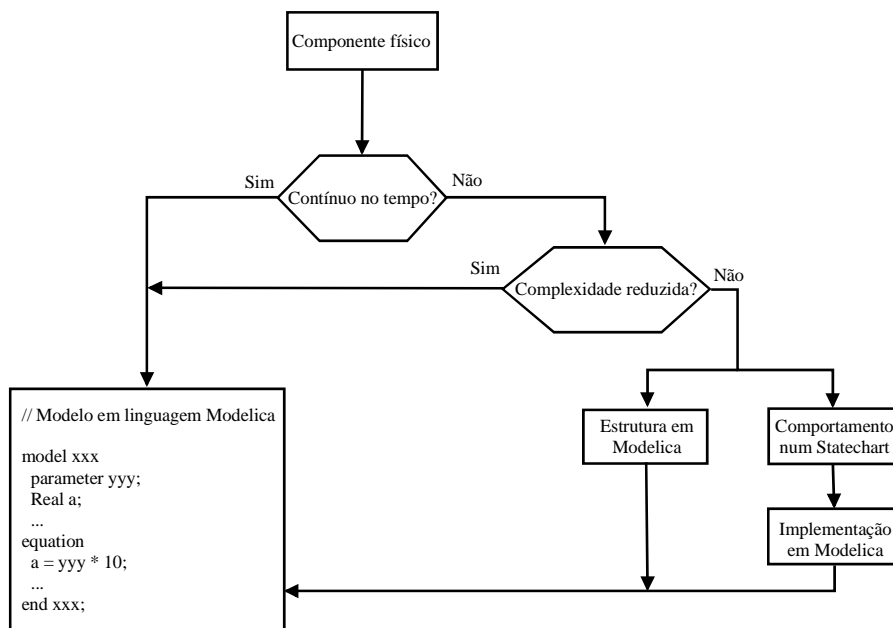 Componente físico
Sim
Não
Contínuo no tempo?
Sim
Não
Complexidade reduzida?
// Modelo em linguagem Modelica
model xxx
parameter yyy;
Real a;
...
equation
a = yyy * 10;
...
end xxx;
Estrutura em
Modelica
Comportamento
num Statechart
Implementação
em Modelica